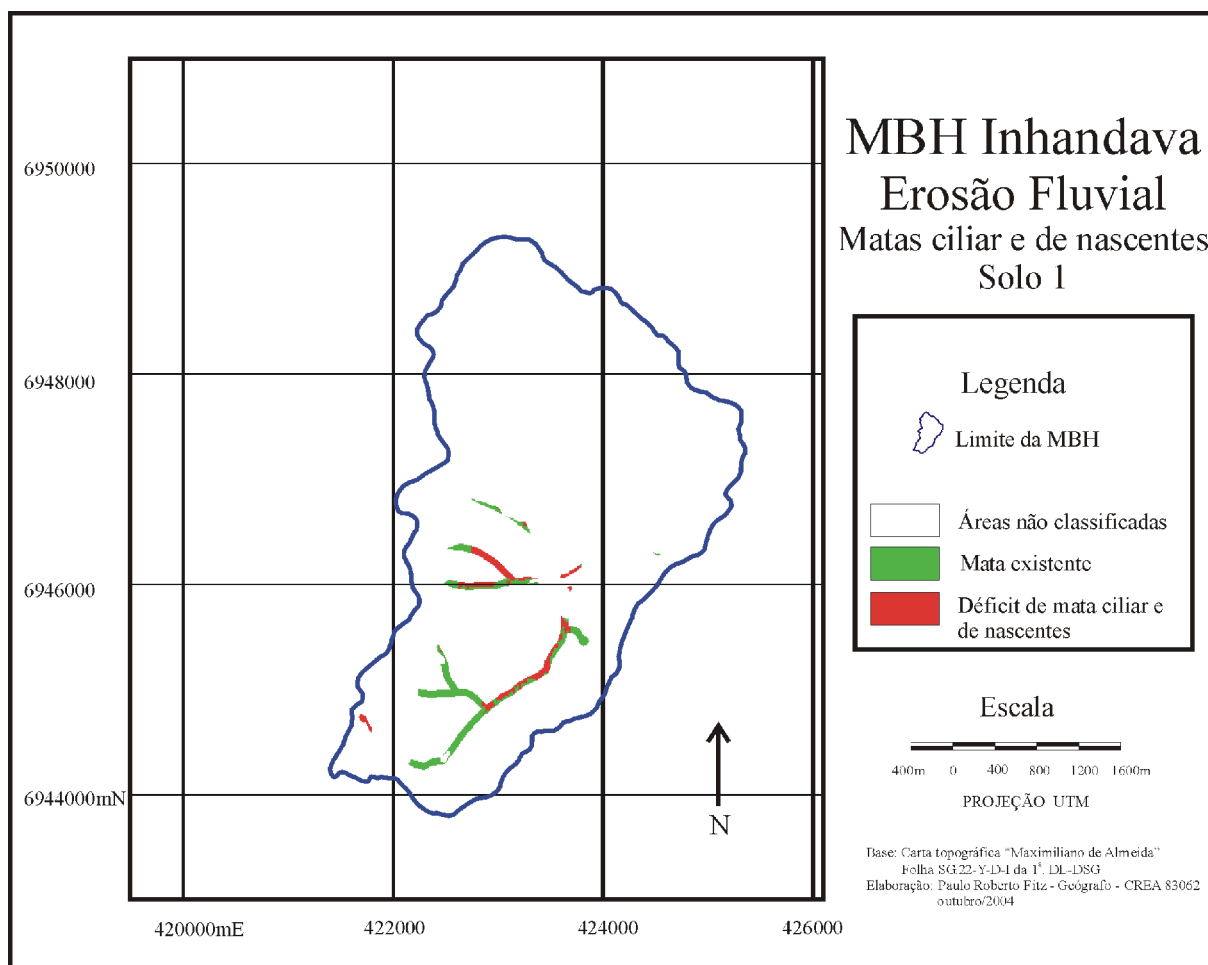 MBH Inhandava
Erosão Fluvial
Matas ciliar e de nascentes
Solo 1
6950000
6948000
6946000
6944000mN
420000mE
422000
424000
426000
N
Legenda
Limite da MBH
Áreas não classificadas
Mata existente
Déficit de mata ciliar e
de nascentes
Escala
400m 0 400 800 1200 1600m
PROJEÇÃO UTM
Base: Carta topográfica "Maximiliano de Almeida"
Folha SG.22-Y-D-I da 1ª. DL-DSG
Elaboração: Paulo Roberto Fitz - Geógrafo - CREA 83062
outubro/2004